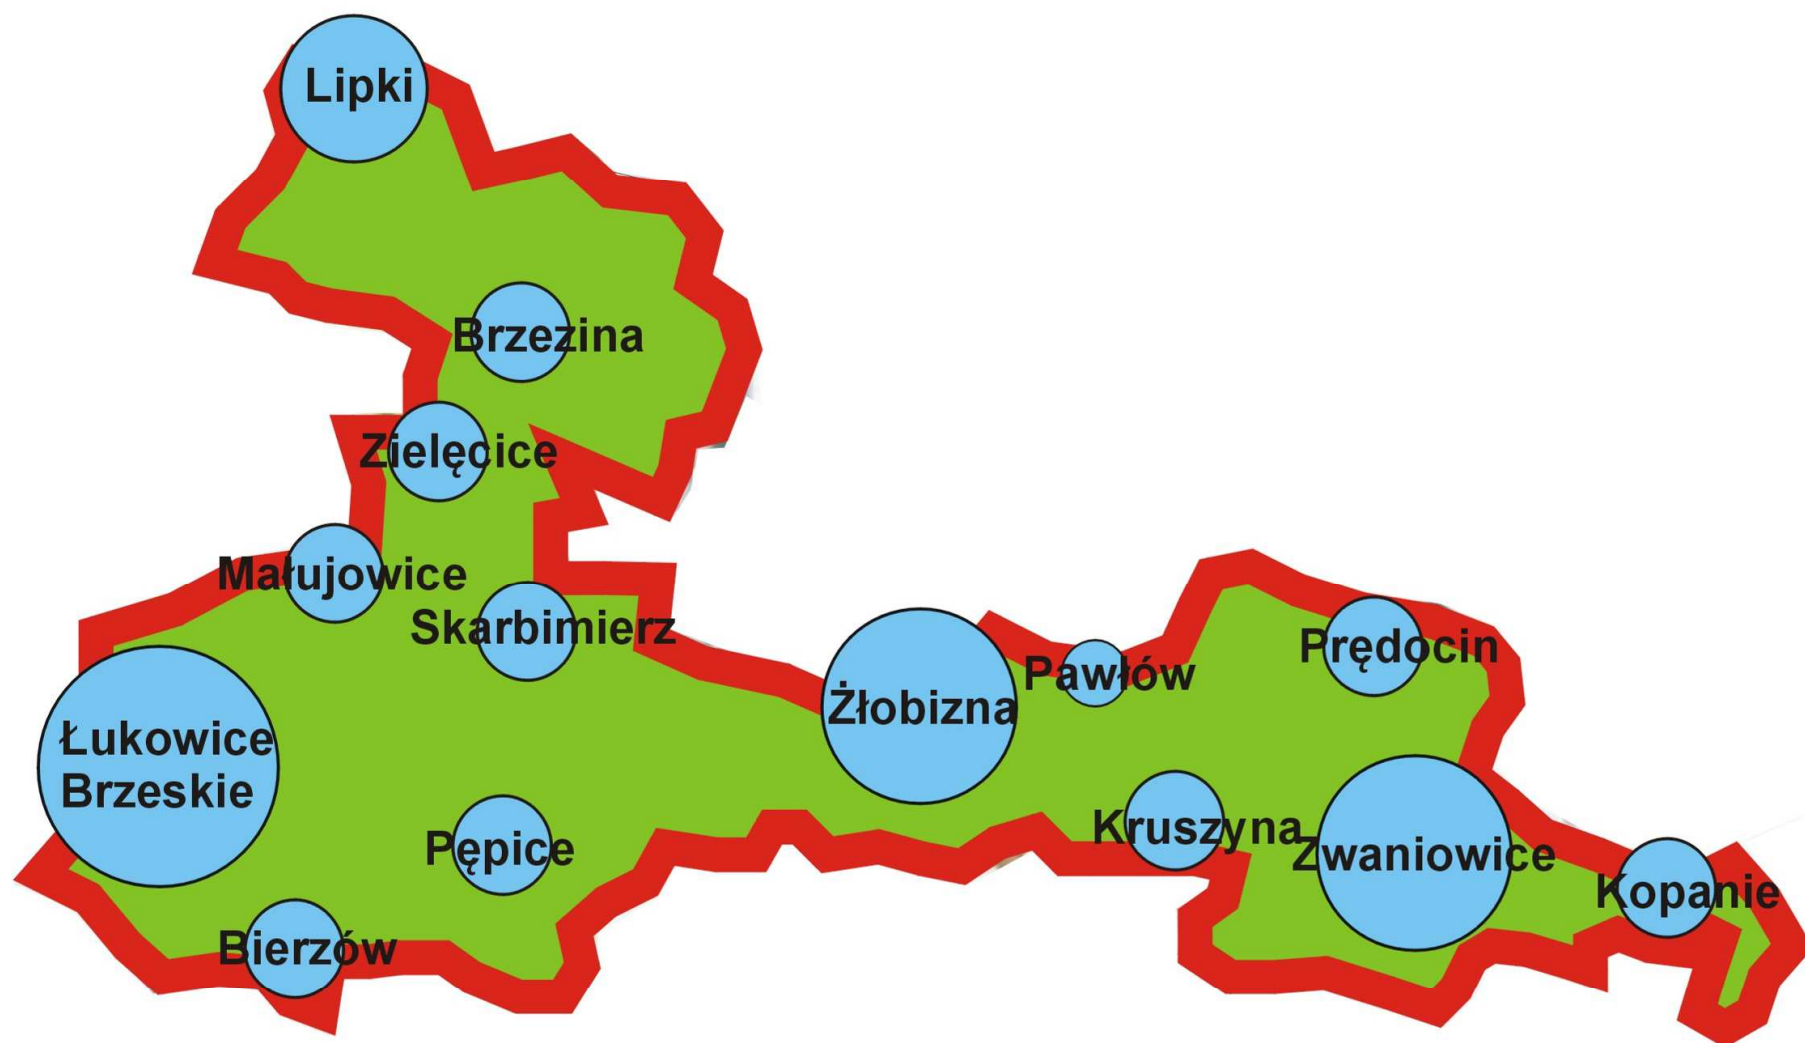 Lipki
Brzezina
Zielęcice
Małujowice
Skarbimierz
Prędocin
Pawłów
Żłobizna
Łukowice
Brzeskie
Kruszyna
Pępice
Zwaniowice
Kopanie
Bierzów